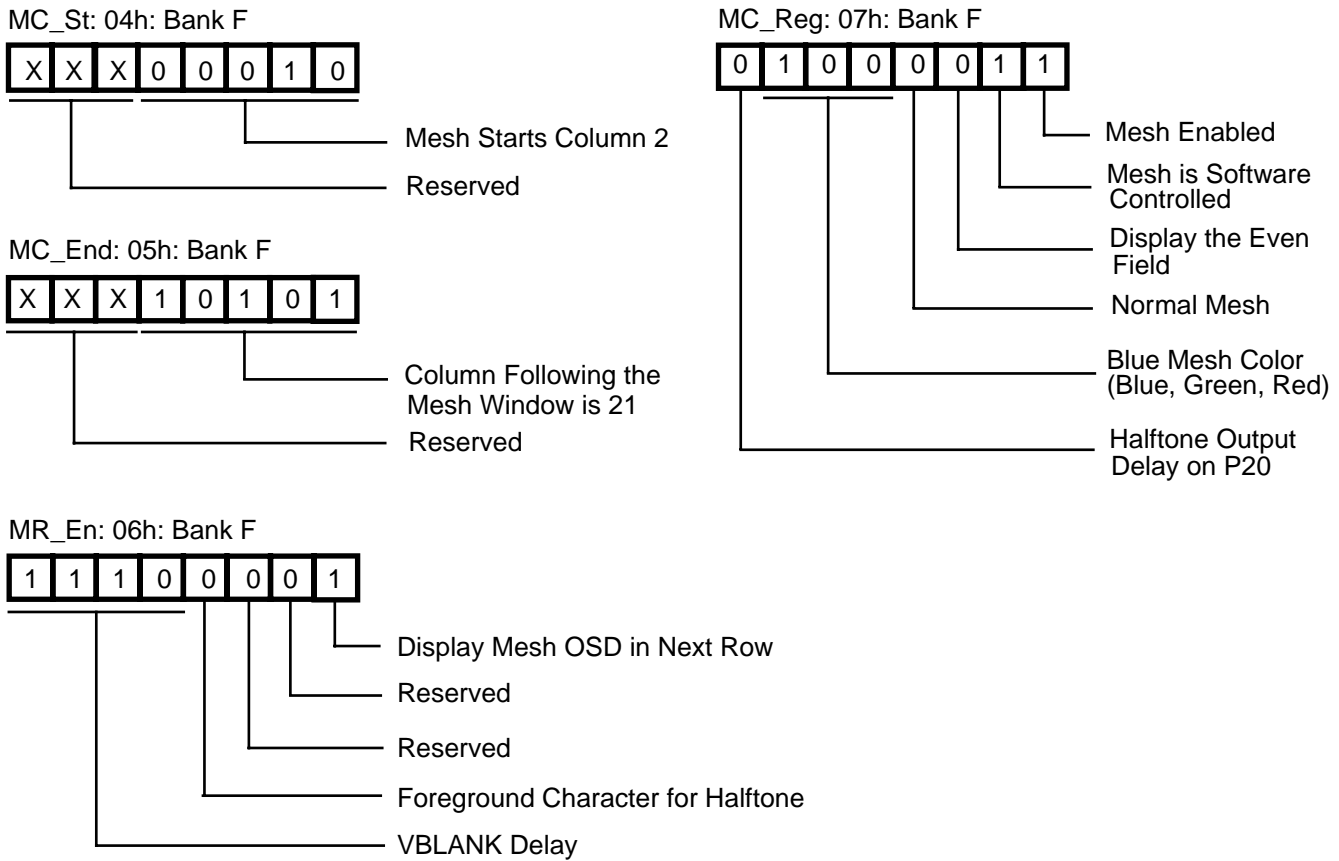 MC_St: 04h: Bank F
X X X 0 0 0 1 0
Mesh Starts Column 2
Reserved
MC_End: 05h: Bank F
X X X 1 0 1 0 1
Column Following the
Mesh Window is 21
Reserved
MR_En: 06h: Bank F
1 1 1 0 0 0 0 1
Display Mesh OSD in Next Row
Reserved
Reserved
Foreground Character for Halftone
VBLANK Delay
MC_Reg: 07h: Bank F
0 1 0 0 0 0 1 1
Mesh Enabled
Mesh is Software
Controlled
Display the Even
Field
Normal Mesh
Blue Mesh Color
(Blue, Green, Red)
Halftone Output
Delay on P20